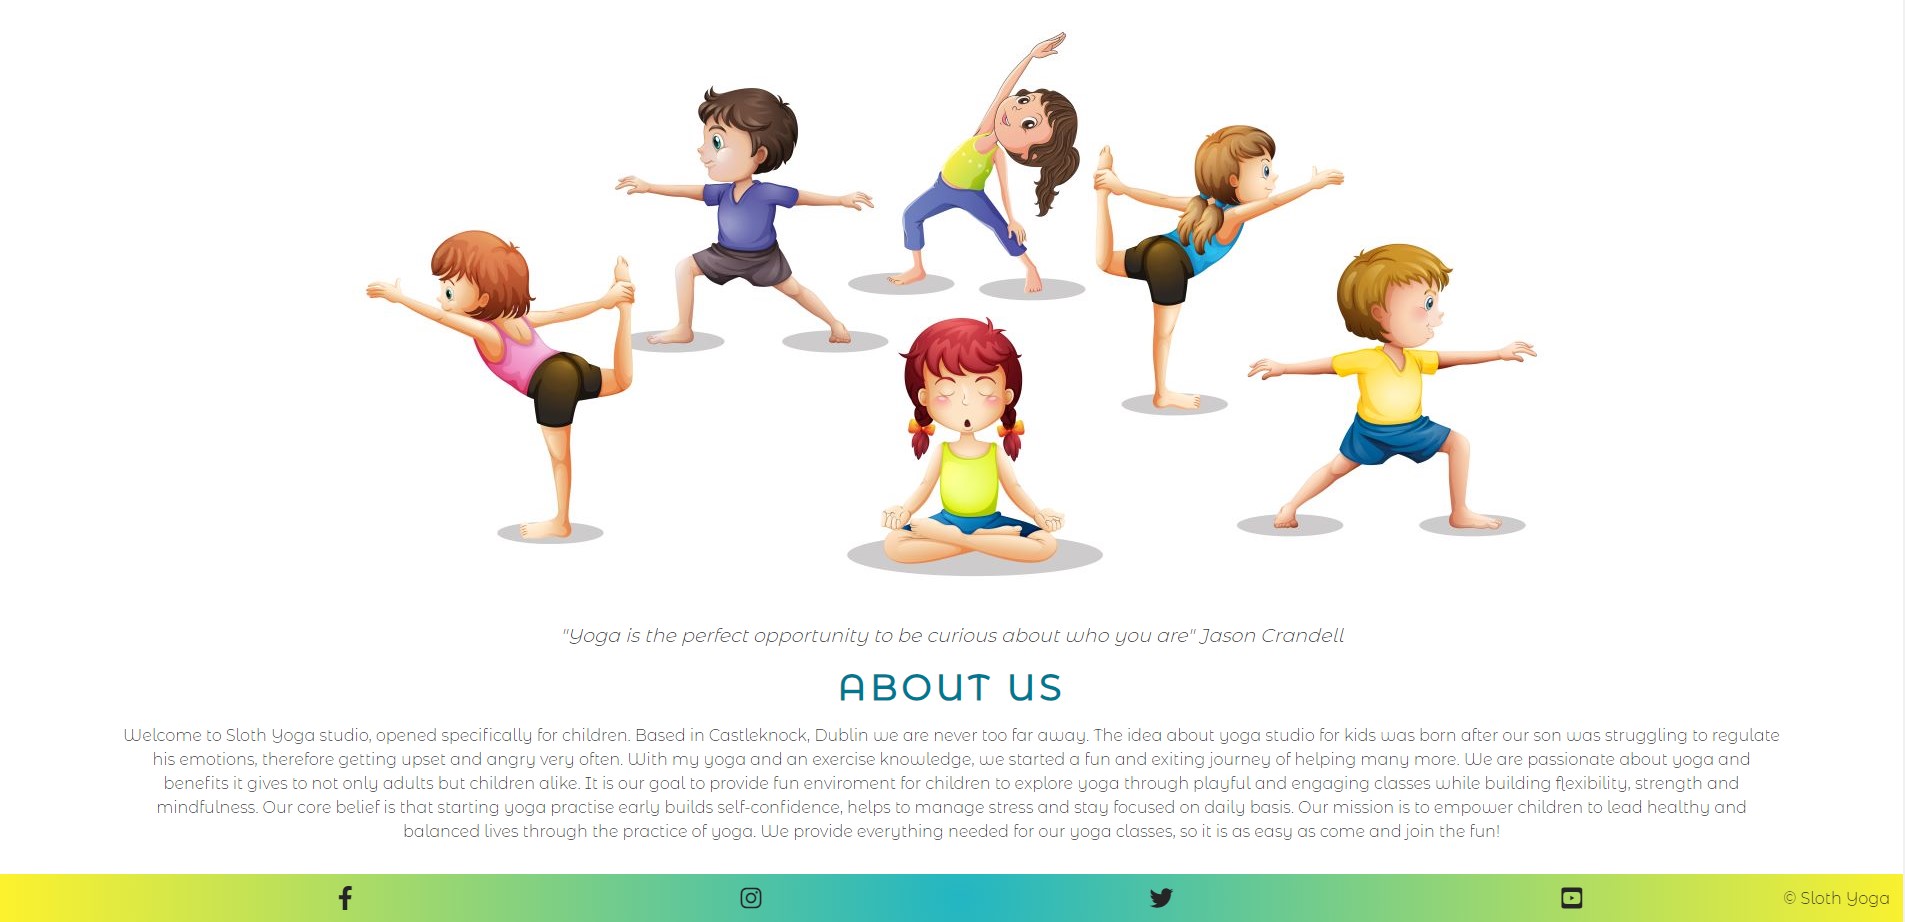 "Yoga is the perfect opportunity to be curious about who you are" Jason Crandell
ABOUT US
Welcome to Sloth Yoga studio, opened specifically for children. Based in Castleknock, Dublin we are never too far away. The idea about yoga studio for kids was born after our son was struggling to regulate
his emotions, therefore getting upset and angry very often. With my yoga and an exercise knowledge, we started a fun and exiting journey of helping many more. We are passionate about yoga and
benefits it gives to not only adults but children alike. It is our goal to provide fun enviroment for children to explore yoga through playful and engaging classes while building flexibility, strength and
mindfulness. Our core belief is that starting yoga practise early builds self-confidence, helps to manage stress and stay focused on daily basis. Our mission is to empower children to lead healthy and
balanced lives through the practice of yoga. We provide everything needed for our yoga classes, so it is as easy as come and join the fun!
© Sloth Yoga